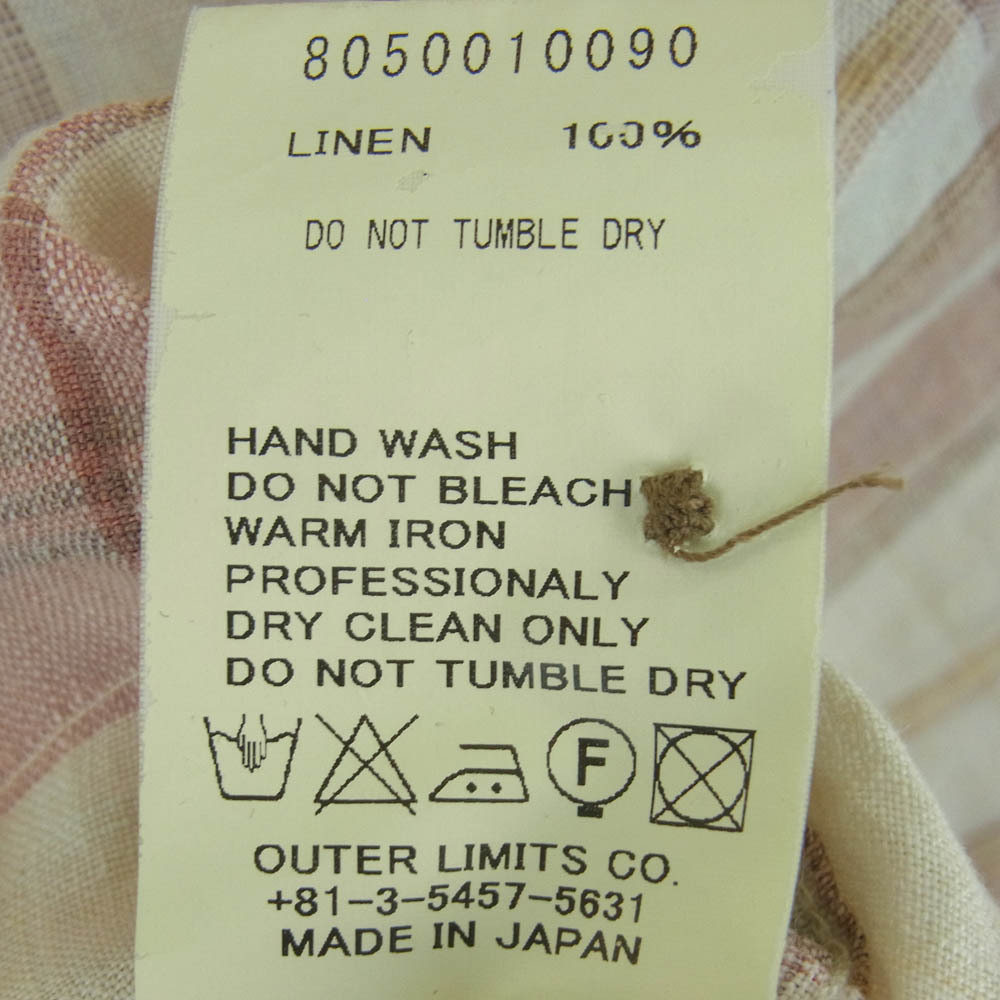 8050010090
LINEN 100%
DO NOT TUMBLE DRY
HAND WASH
DO NOT BLEACH
WARM IRON
PROFESSIONALY
DRY CLEAN ONLY
DO NOT TUMBLE DRY
F
OUTER LIMITS CO.
+81-3-5457-5631
MADE IN JAPAN